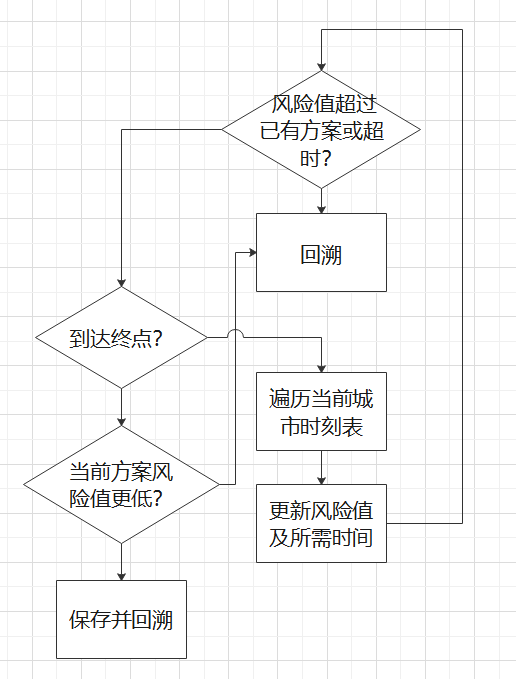 风险值超过
已有方案或超
时？
回溯
到达终点？
遍历当前城
市时刻表
当前方案风
险值更低？
更新风险值
及所需时间
保存并回溯